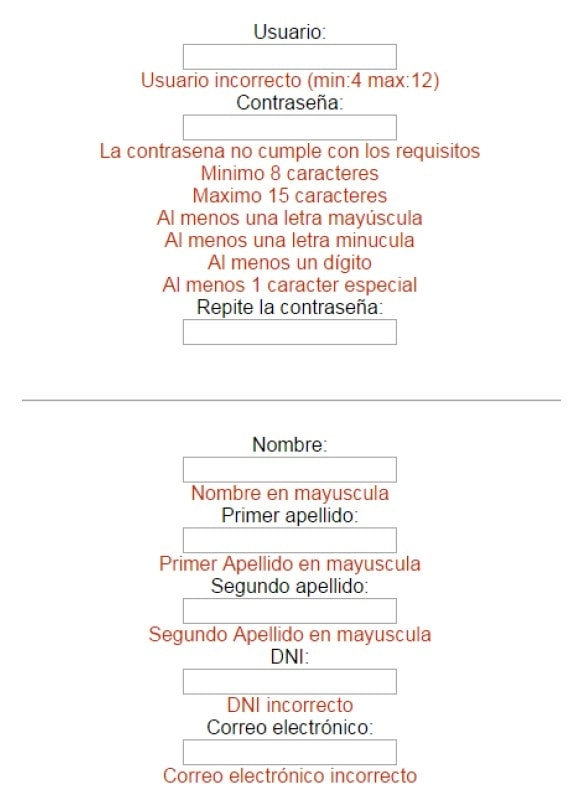 Usuario:
Usuario incorrecto (min:4 max:12)
Contraseña:
La contrasena no cumple con los requisitos
Minimo 8 caracteres
Maximo 15 caracteres
Al menos una letra mayúscula
Al menos una letra minucula
Al menos un dígito
Al menos 1 caracter especial
Repite la contraseña:
Nombre:
Nombre en mayuscula
Primer apellido:
Primer Apellido en mayuscula
Segundo apellido:
Segundo Apellido en mayuscula
DNI:
DNI incorrecto
Correo electrónico:
Correo electrónico incorrecto